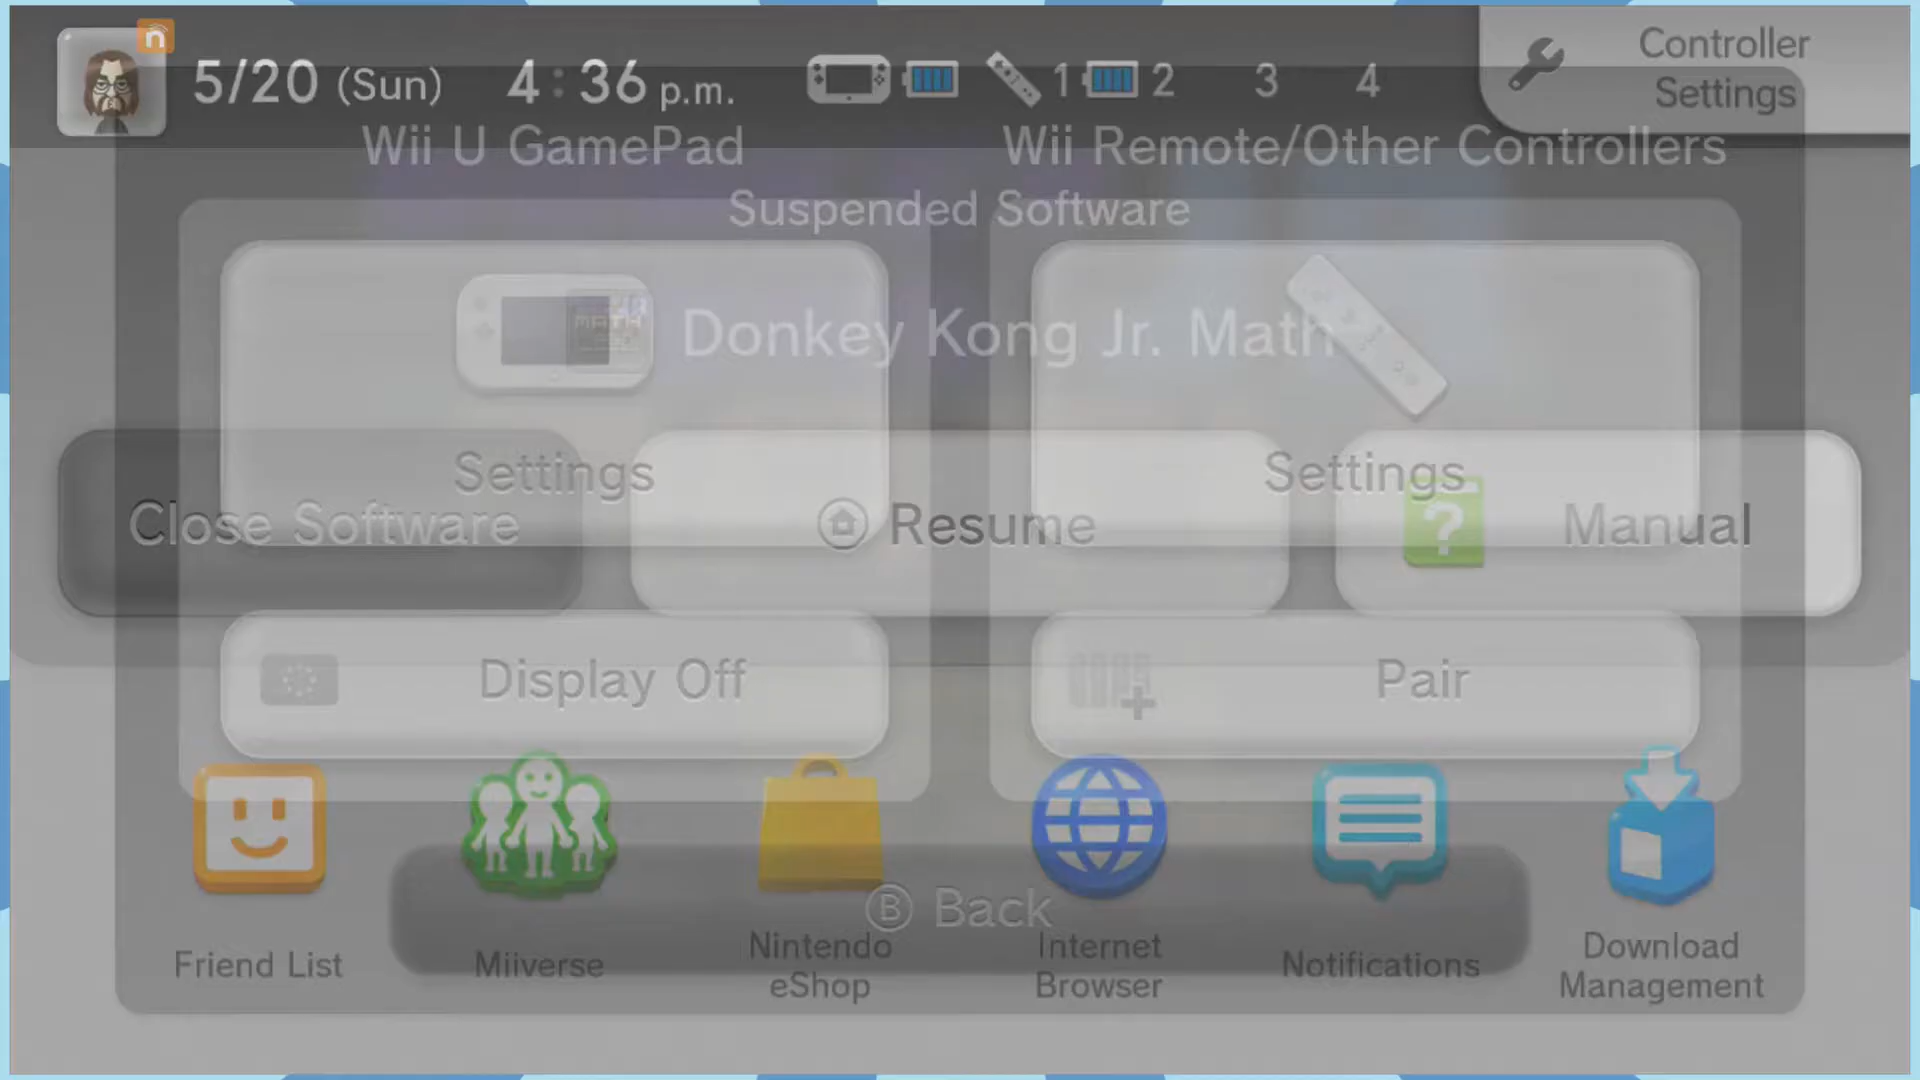 5/20 (Sun) 4:36 p.m. 1 2 3 4 Controller
Settings
Wii U GamePad Wii Remote/Other Controllers
Suspended Software
MATH Donkey Kong Jr. Math
Settings Settings
Close Software Resume ? Manual
Display Off Pair
B Back
Friend List
Miiverse
Nintendo
eShop
Internet
Browser
Notifications
Download
Management